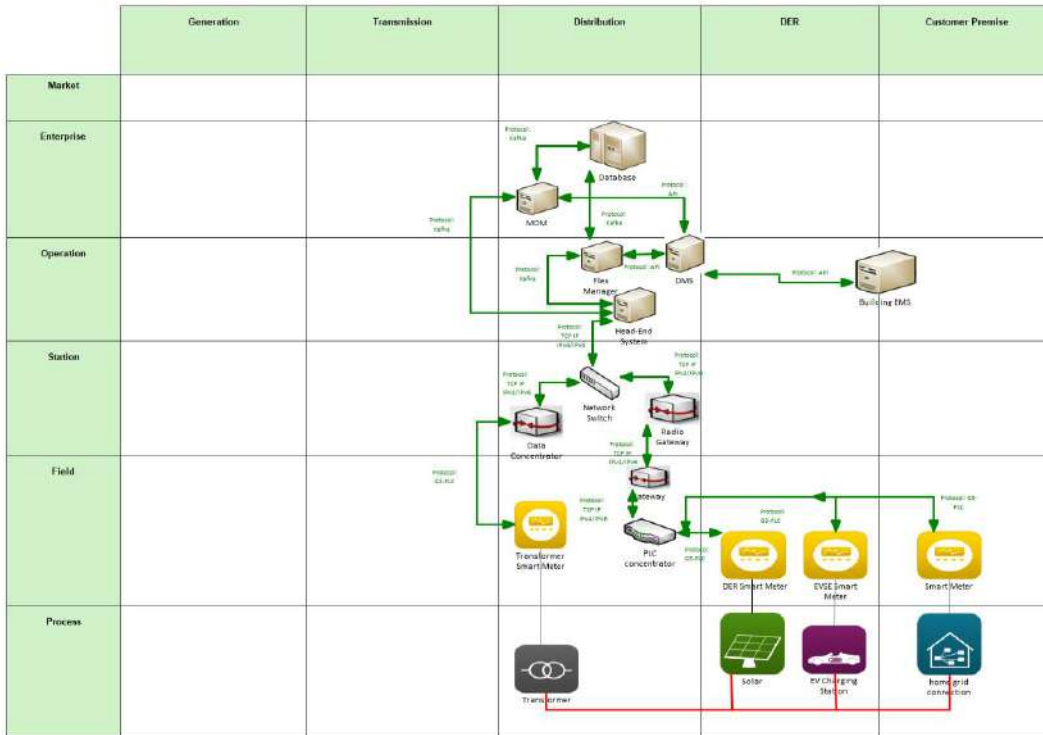 Generation
Transmission
Distribution
DER
Customer Premise
Market
Enterprise
Protocol:
Kafka
Database
Protocol:
API
MDM
Protocol:
Kafka
Protocol:
Kafka
Operation
Protocol:
Kafka
Flex
Manager
Protocol: API
DMS
Protocol: API
Building EMS
Head-End
System
Protocol:
TCP IP
IPv4/IPv6
Station
Protocol:
TCP IP
IPv4/IPv6
Protocol:
TCP IP
IPv4/IPv6
Network
Switch
Data
Concentrator
Radio
Gateway
Protocol:
TCP IP
IPv4/IPv6
Field
Protocol:
G3-PLC
Gateway
Protocol:
TCP IP
IPv4/IPv6
Protocol: G3-
PLC
Protocol:
G3-PLC
Transformer
Smart Meter
PLC
concentrator
Protocol:
G3-PLC
DER Smart Meter
EVSE Smart
Meter
Smart Meter
Process
Transformer
Solar
EV Charging
Station
home grid
connection